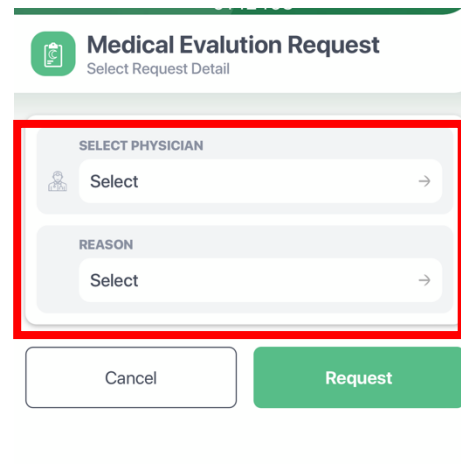 Medical Evalution Request
Select Request Detail
SELECT PHYSICIAN
Select
REASON
Select
Cancel
Request